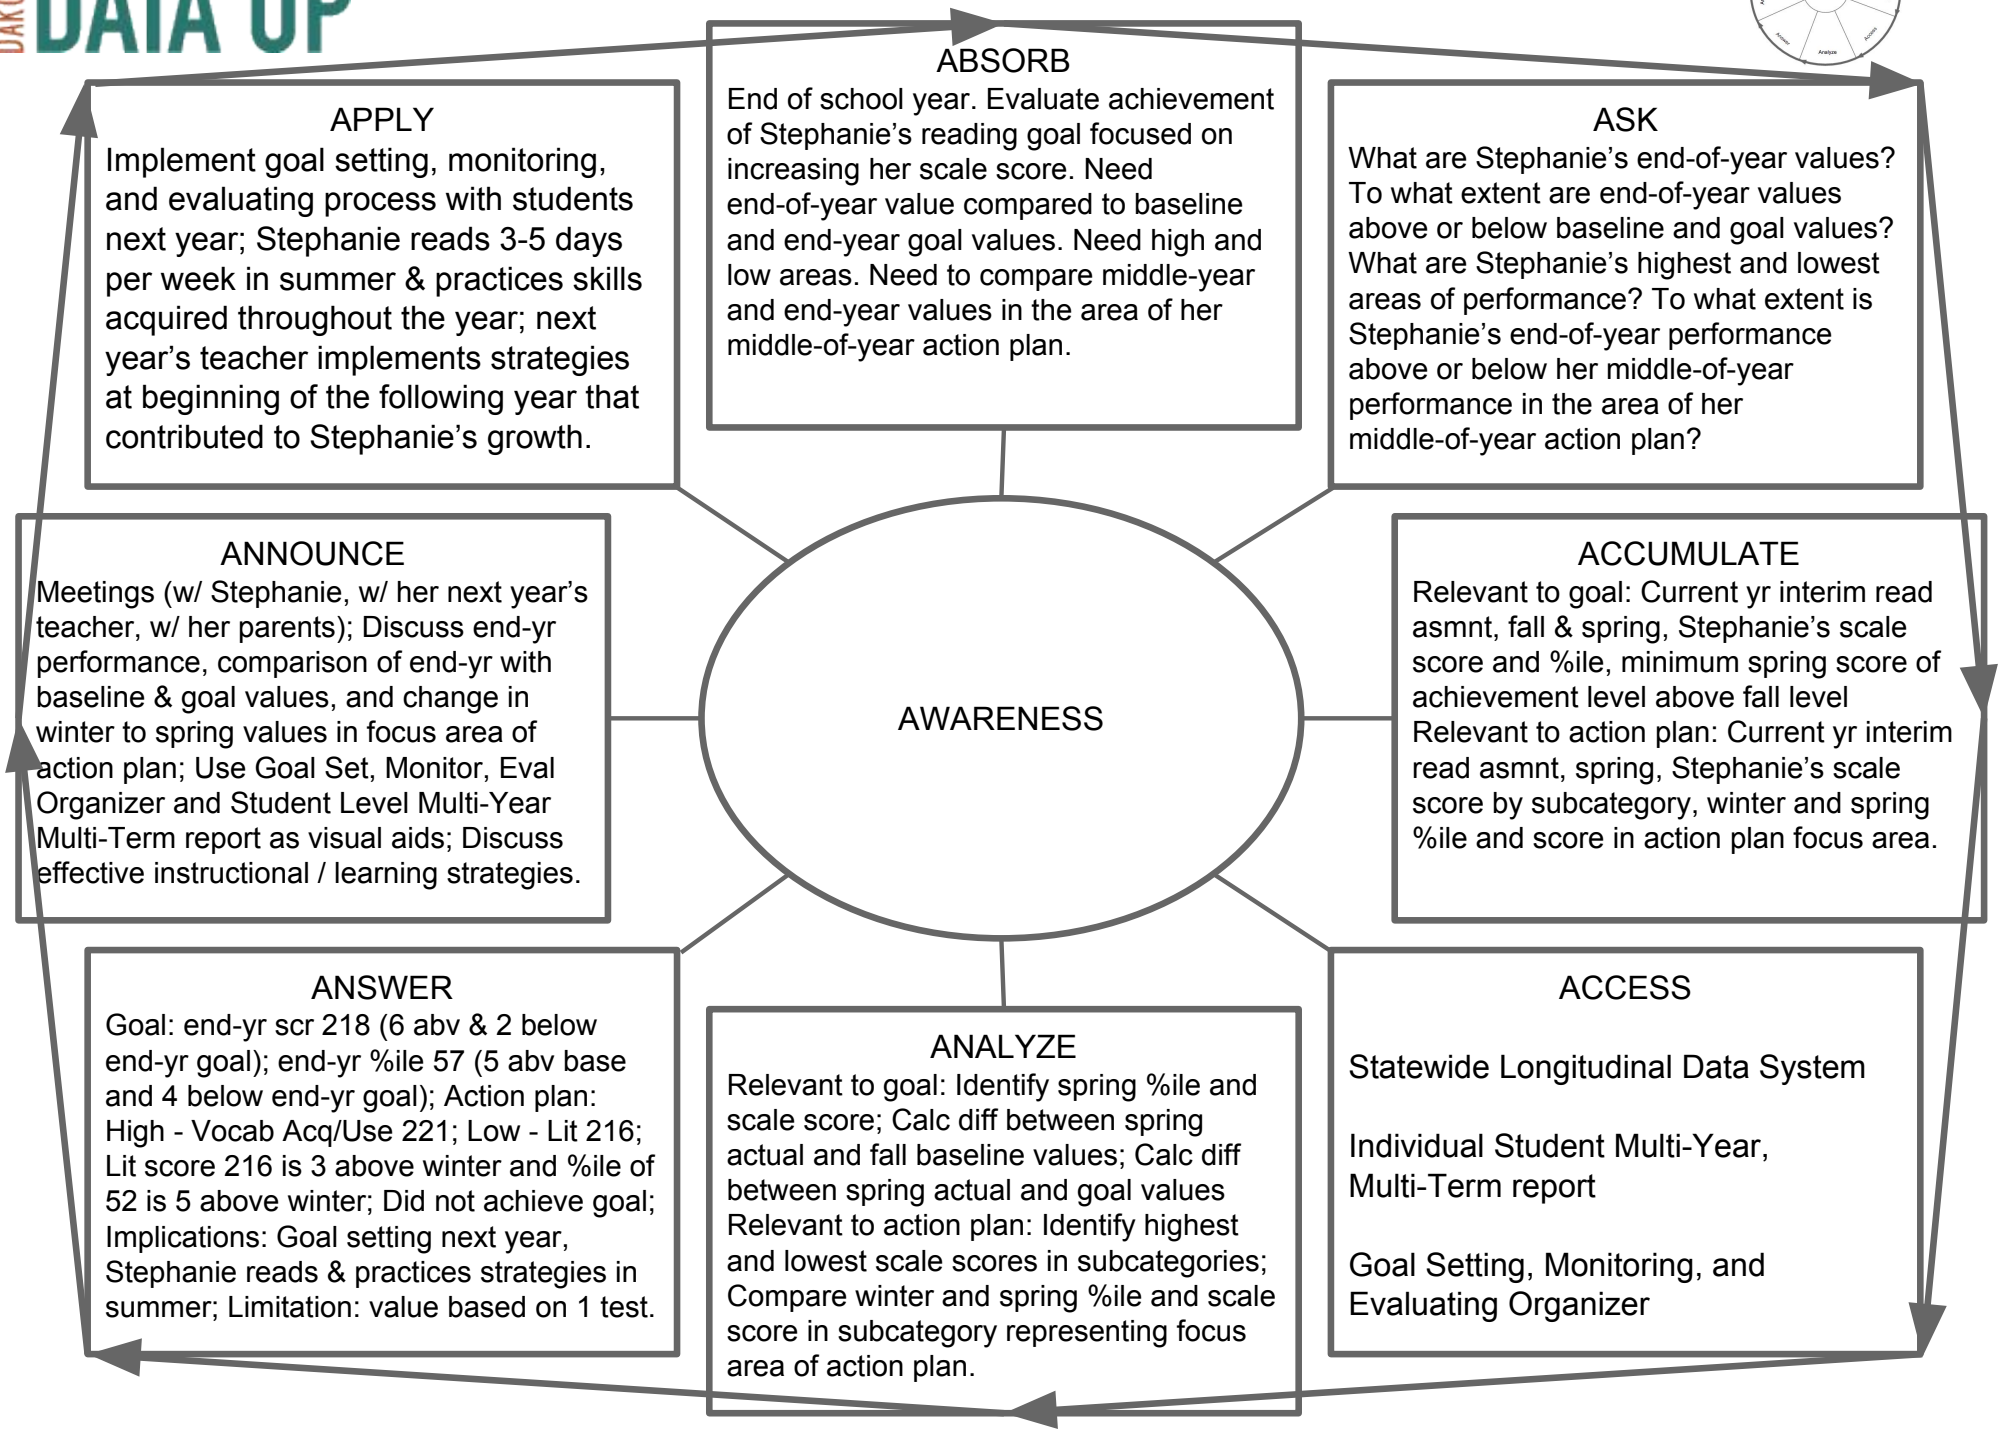 DAKO
DATA UP
Answer
Analyze
Access
ABSORB
End of school year. Evaluate achievement
of Stephanie’s reading goal focused on
increasing her scale score. Need
end-of-year value compared to baseline
and end-year goal values. Need high and
low areas. Need to compare middle-year
and end-year values in the area of her
middle-of-year action plan.
ASK
What are Stephanie’s end-of-year values?
To what extent are end-of-year values
above or below baseline and goal values?
What are Stephanie’s highest and lowest
areas of performance? To what extent is
Stephanie’s end-of-year performance
above or below her middle-of-year
performance in the area of her
middle-of-year action plan?
ACCUMULATE
Relevant to goal: Current yr interim read
asmnt, fall & spring, Stephanie’s scale
score and %ile, minimum spring score of
achievement level above fall level
Relevant to action plan: Current yr interim
read asmnt, spring, Stephanie’s scale
score by subcategory, winter and spring
%ile and score in action plan focus area.
ACCESS
Statewide Longitudinal Data System
Individual Student Multi-Year,
Multi-Term report
Goal Setting, Monitoring, and
Evaluating Organizer
ANALYZE
Relevant to goal: Identify spring %ile and
scale score; Calc diff between spring
actual and fall baseline values; Calc diff
between spring actual and goal values
Relevant to action plan: Identify highest
and lowest scale scores in subcategories;
Compare winter and spring %ile and scale
score in subcategory representing focus
area of action plan.
ANSWER
Goal: end-yr scr 218 (6 abv & 2 below
end-yr goal); end-yr %ile 57 (5 abv base
and 4 below end-yr goal); Action plan:
High - Vocab Acq/Use 221; Low - Lit 216;
Lit score 216 is 3 above winter and %ile of
52 is 5 above winter; Did not achieve goal;
Implications: Goal setting next year,
Stephanie reads & practices strategies in
summer; Limitation: value based on 1 test.
ANNOUNCE
Meetings (w/ Stephanie, w/ her next year’s
teacher, w/ her parents); Discuss end-yr
performance, comparison of end-yr with
baseline & goal values, and change in
winter to spring values in focus area of
action plan; Use Goal Set, Monitor, Eval
Organizer and Student Level Multi-Year
Multi-Term report as visual aids; Discuss
effective instructional / learning strategies.
APPLY
Implement goal setting, monitoring,
and evaluating process with students
next year; Stephanie reads 3-5 days
per week in summer & practices skills
acquired throughout the year; next
year’s teacher implements strategies
at beginning of the following year that
contributed to Stephanie’s growth.
AWARENESS